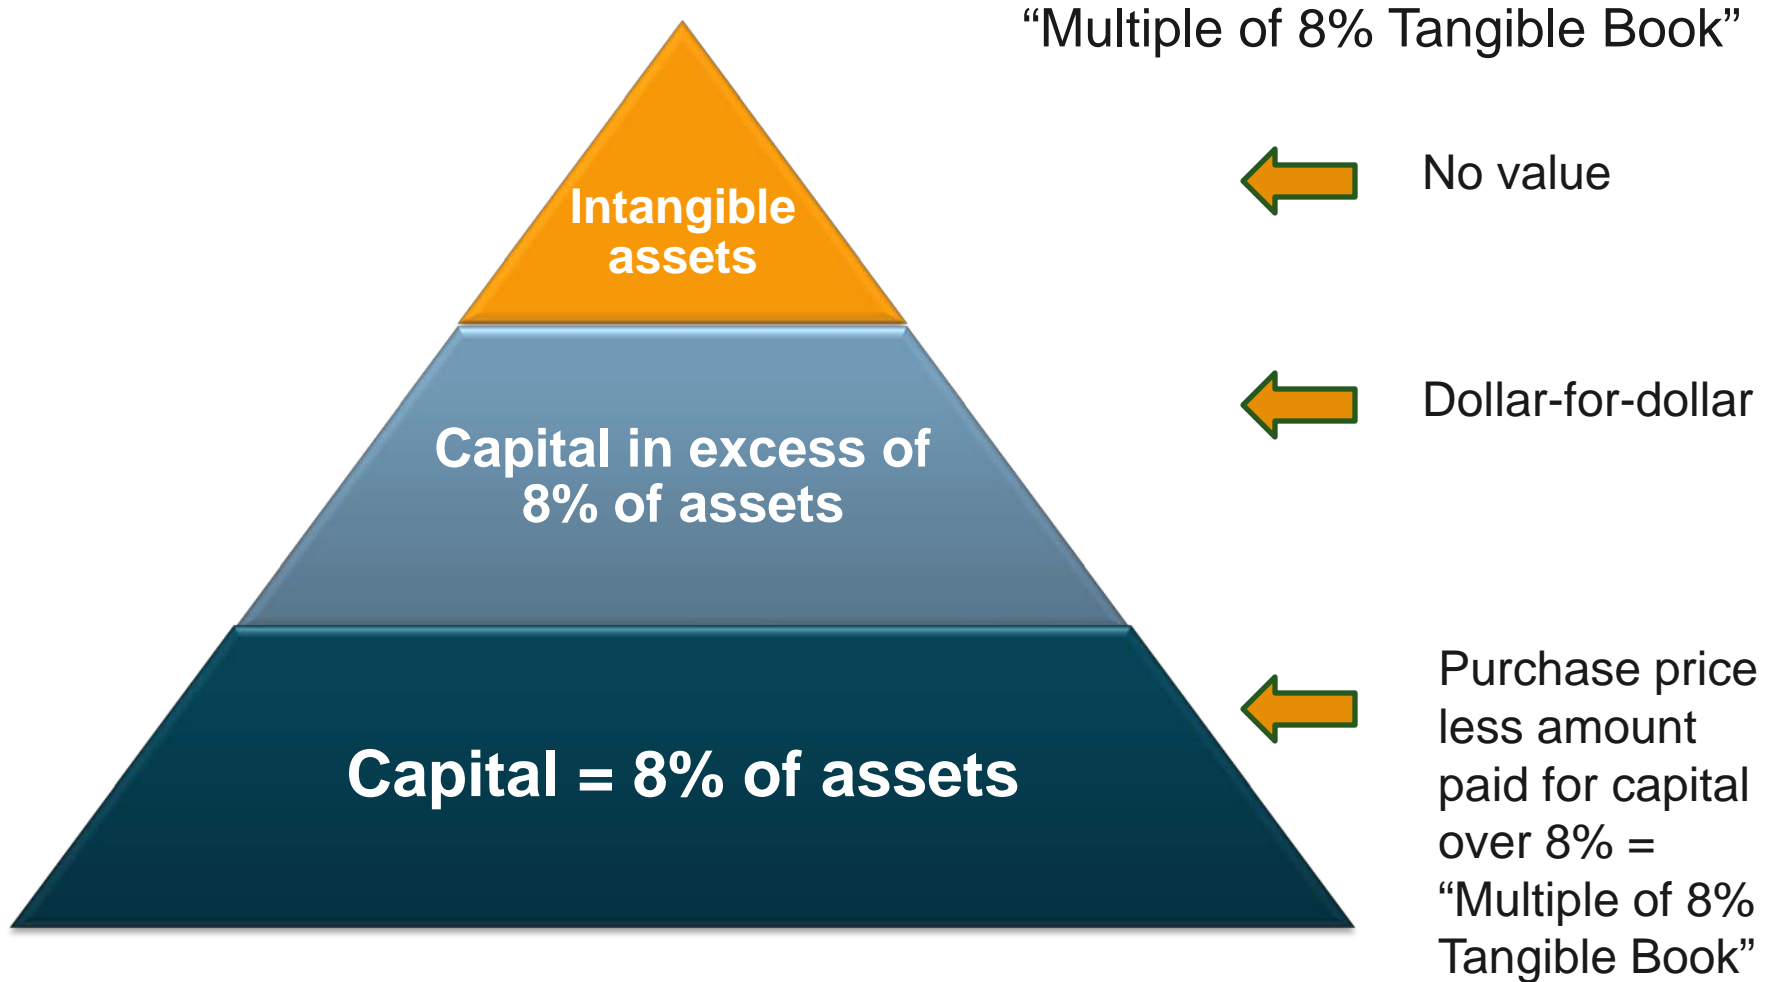 “Multiple of 8% Tangible Book”
No value
Intangible
assets
Dollar-for-dollar
Capital in excess of
8% of assets
Purchase price
less amount
paid for capital
over 8% =
“Multiple of 8%
Tangible Book”
Capital = 8% of assets